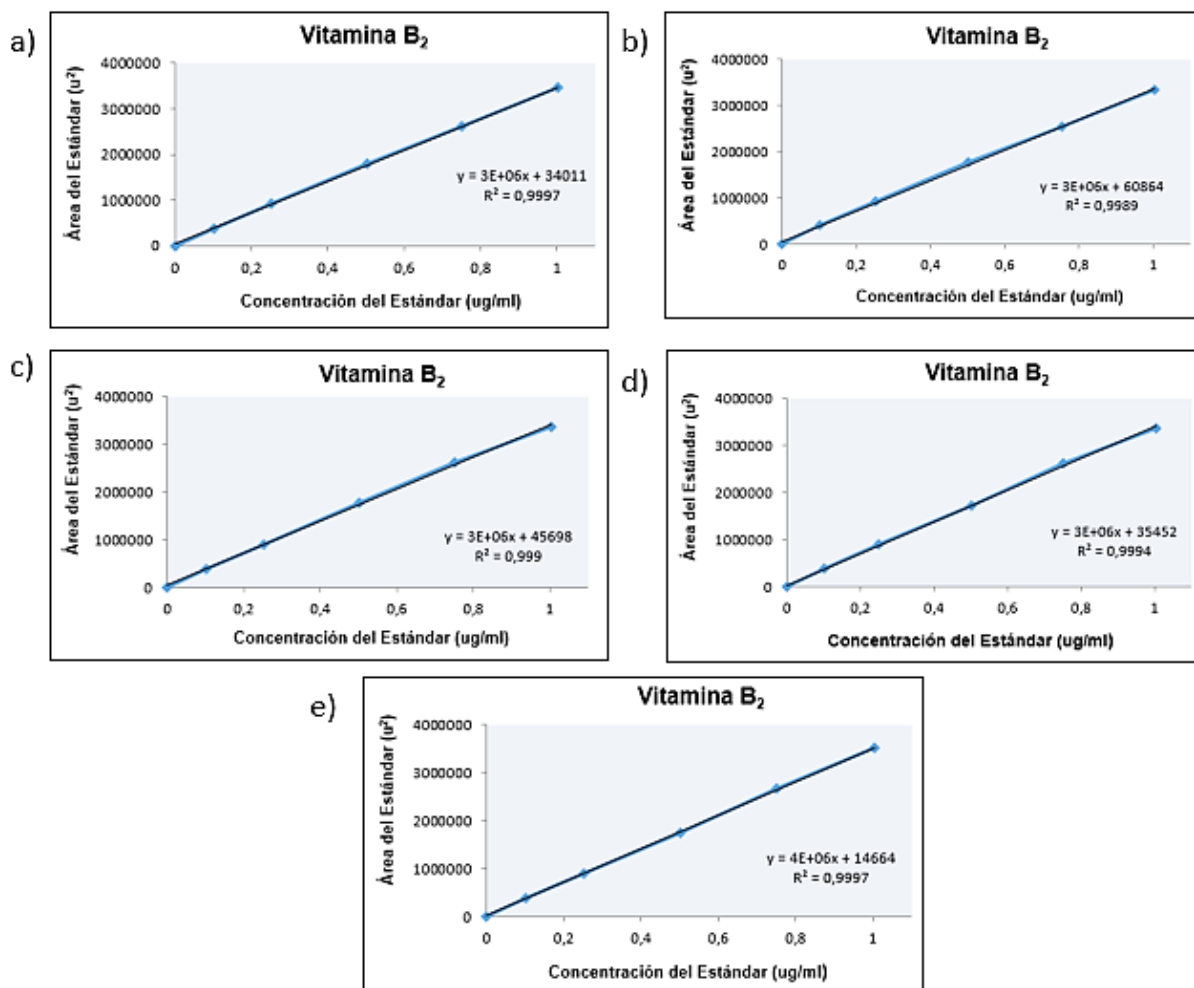 a)
Vitamina B₂
Área del Estándar (u²)
4000000
3000000
2000000
1000000
0
y = 3E+06x + 34011
R² = 0,9997
0 0,2 0,4 0,6 0,8 1
Concentración del Estándar (ug/ml)
b)
Vitamina B₂
Área del Estándar (u²)
4000000
3000000
2000000
1000000
0
y = 3E+06x + 60864
R² = 0,9989
0 0,2 0,4 0,6 0,8 1
Concentración del Estándar (ug/ml)
c)
Vitamina B₂
Área del Estándar (u²)
4000000
3000000
2000000
1000000
0
y = 3E+06x + 45698
R² = 0,999
0 0,2 0,4 0,6 0,8 1
Concentración del Estándar (ug/ml)
d)
Vitamina B₂
Área del Estándar (u²)
4000000
3000000
2000000
1000000
0
y = 3E+06x + 35452
R² = 0,9994
0 0,2 0,4 0,6 0,8 1
Concentración del Estándar (ug/ml)
e)
Vitamina B₂
Área del Estándar (u²)
4000000
3000000
2000000
1000000
0
y = 4E+06x + 14664
R² = 0,9997
0 0,2 0,4 0,6 0,8 1
Concentración del Estándar (ug/ml)